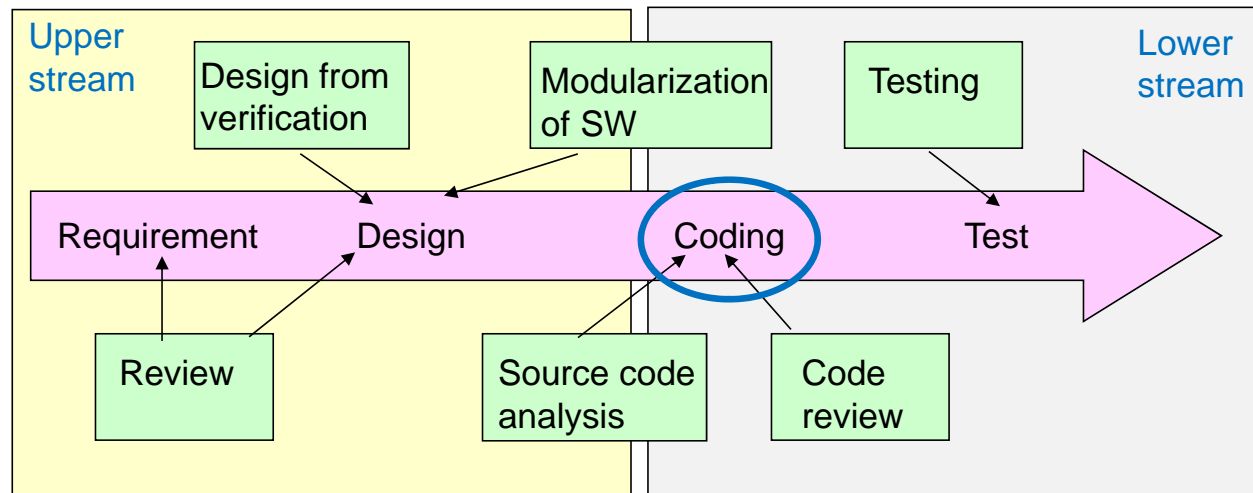 Upper
stream
Design from
verification
Modularization
of SW
Testing
Lower
stream
Requirement
Design
Coding
Test
Review
Source code
analysis
Code
review